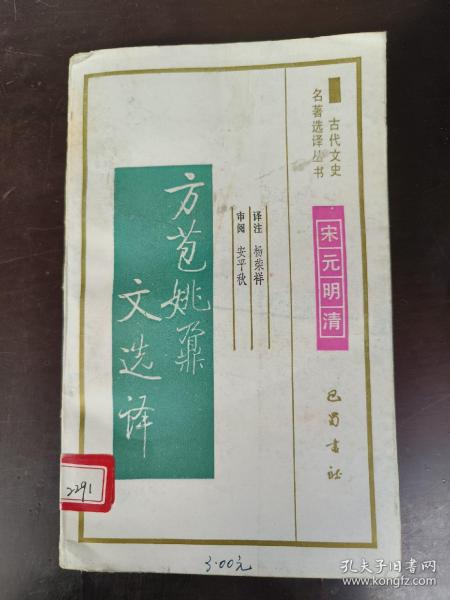 古代文史
名著选译丛书
宋元明清
巴蜀书社
译注 杨荣祥
审阅 安平秋
方苞姚鼐
文选译
2291
3.00元
孔夫子旧书网
www.kongfz.com